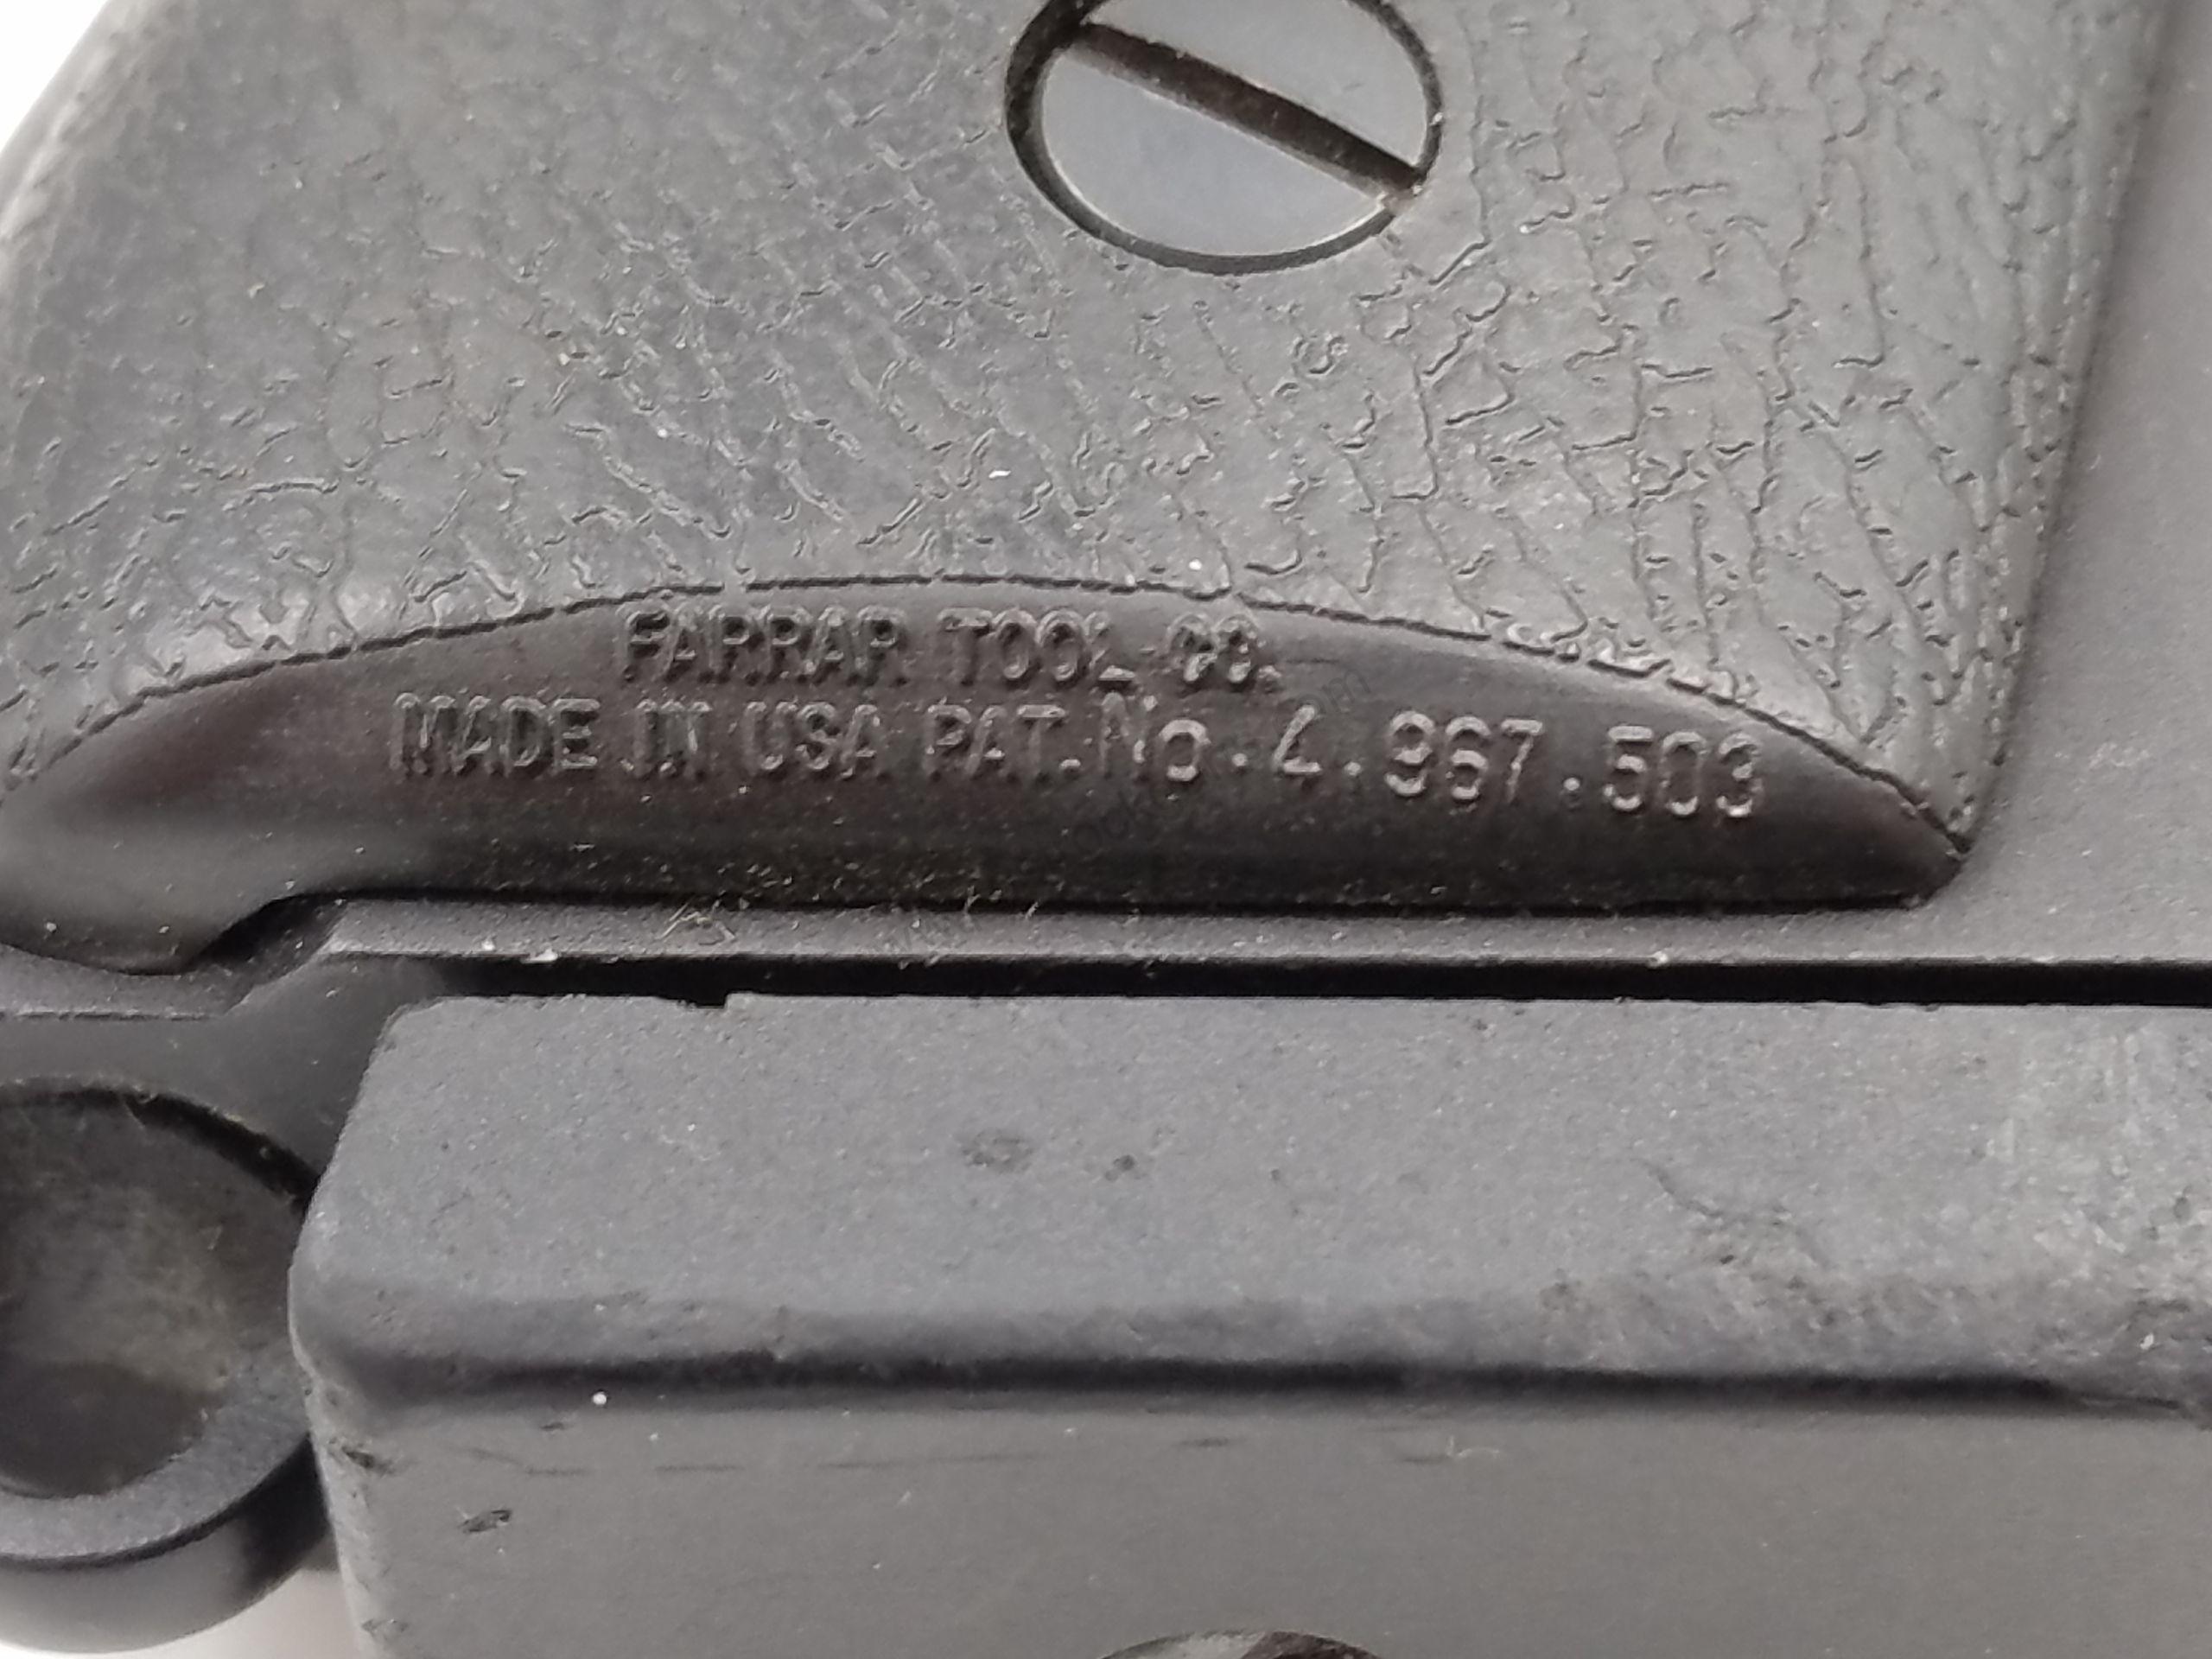 FARRAR TOOL CO.
MADE IN USA PAT. No. 4.967.503